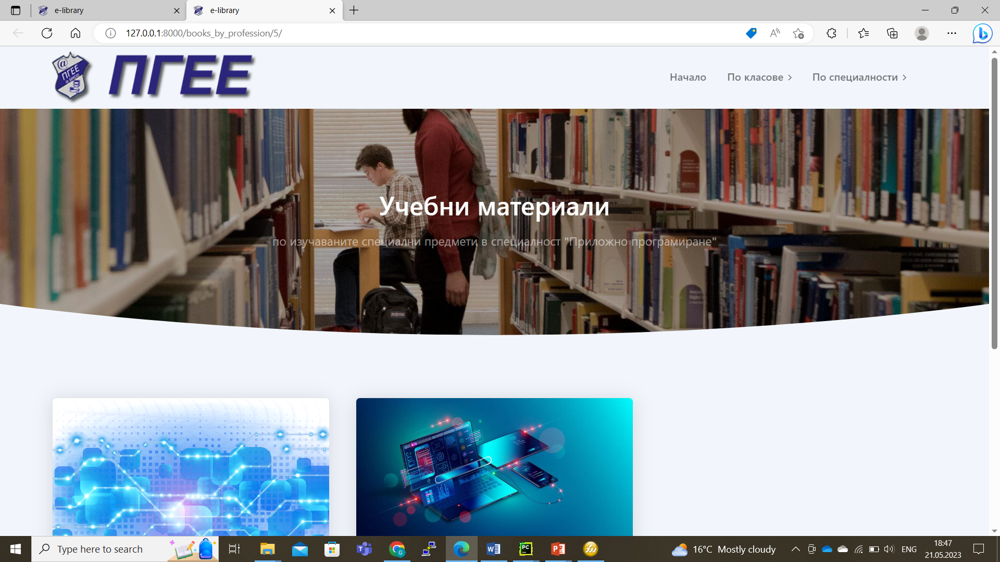 e-library
e-library
127.0.0.1:8000/books_by_profession/5/
ПГЕЕ
Начало
По класове
По специалности
Учебни материали
по изучаваните специални предмети в специалност "Приложно програмиране"
Type here to search
16°C Mostly cloudy
ENG
18:47
21.05.2023